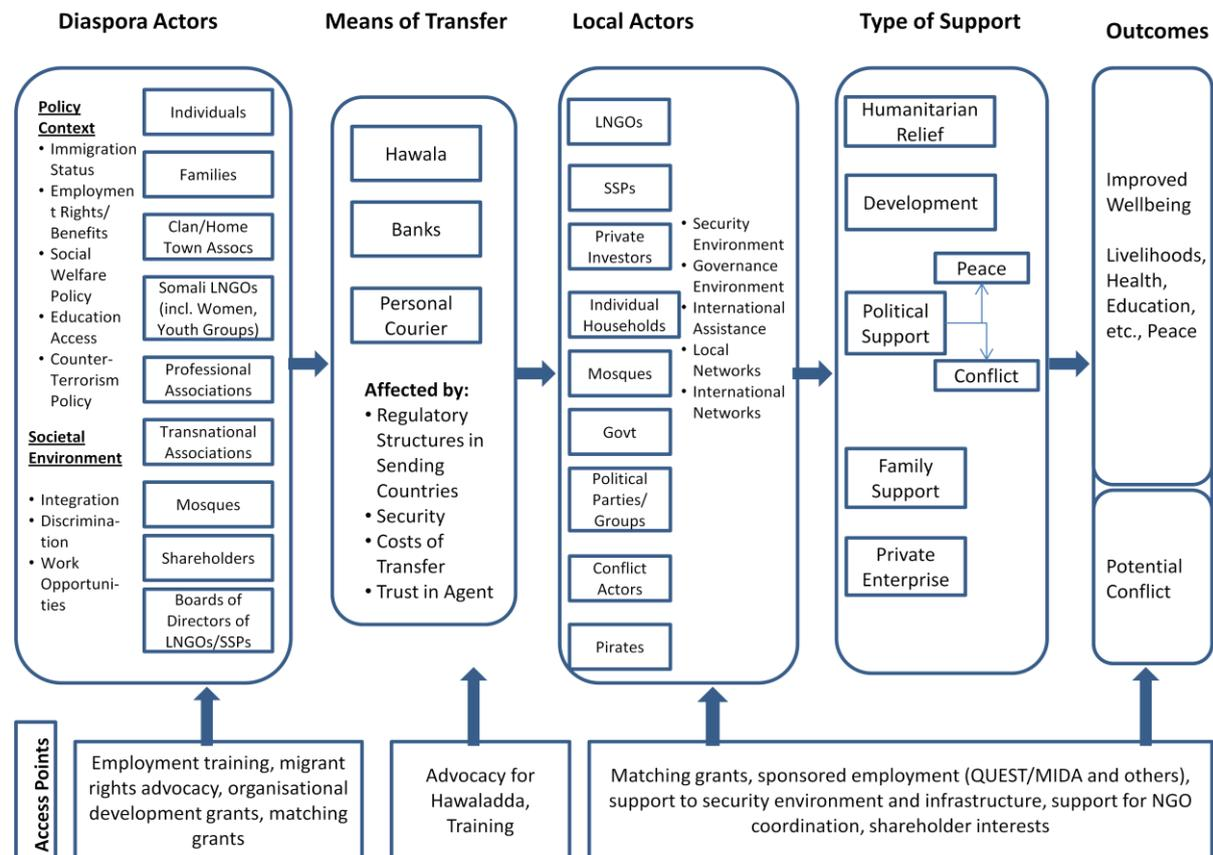 Diaspora Actors
Means of Transfer
Local Actors
Type of Support
Outcomes
Policy
Context
• Immigration
Status
• Employmen
t Rights/
Benefits
• Social
Welfare
Policy
• Education
Access
• Counter-
Terrorism
Policy
Societal
Environment
• Integration
• Discrimina-
tion
• Work
Opportuni-
ties
Individuals
Families
Clan/Home
Town Assocs
Somali LNGOs
(incl. Women,
Youth Groups)
Professional
Associations
Transnational
Associations
Mosques
Shareholders
Boards of
Directors of
LNGOs/SSPs
Hawala
Banks
Personal
Courier
Affected by:
• Regulatory
Structures in
Sending
Countries
• Security
• Costs of
Transfer
• Trust in Agent
LNGOs
SSPs
Private
Investors
Individual
Households
Mosques
Govt
Political
Parties/
Groups
Conflict
Actors
Pirates
• Security
Environment
• Governance
Environment
• International
Assistance
• Local
Networks
• International
Networks
Humanitarian
Relief
Development
Peace
Political
Support
Conflict
Family
Support
Private
Enterprise
Improved
Wellbeing
Livelihoods,
Health,
Education,
etc., Peace
Potential
Conflict
Access Points
Employment training, migrant
rights advocacy, organisational
development grants, matching
grants
Advocacy for
Hawaladda,
Training
Matching grants, sponsored employment (QUEST/MIDA and others),
support to security environment and infrastructure, support for NGO
coordination, shareholder interests